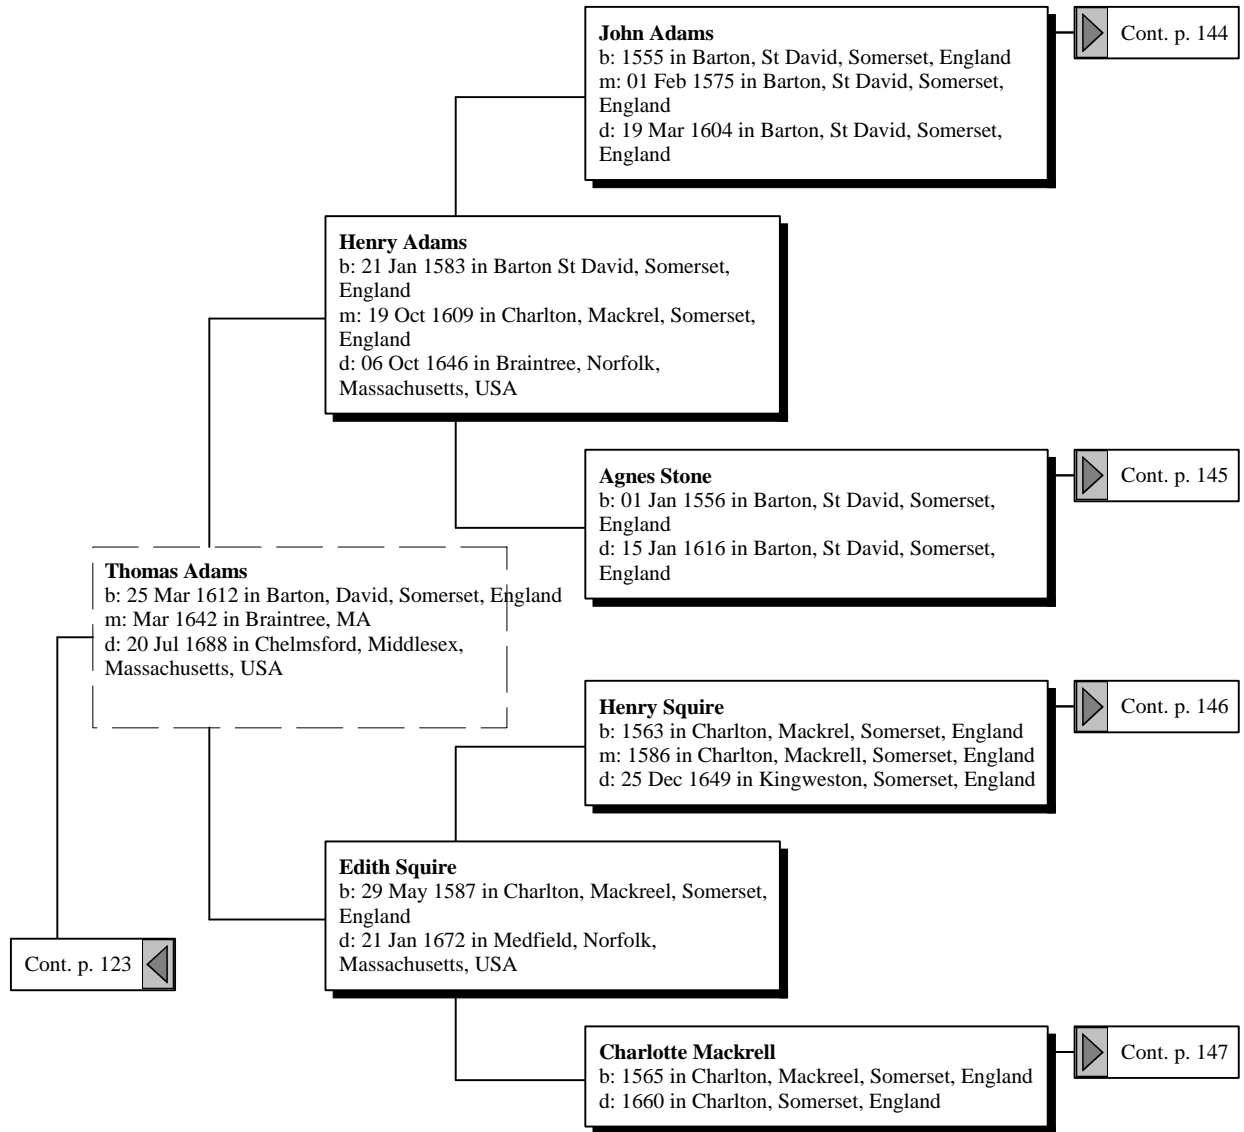 John Adams
b: 1555 in Barton, St David, Somerset, England
m: 01 Feb 1575 in Barton, St David, Somerset,
England
d: 19 Mar 1604 in Barton, St David, Somerset,
England
Cont. p. 144
Henry Adams
b: 21 Jan 1583 in Barton St David, Somerset,
England
m: 19 Oct 1609 in Charlton, Mackrel, Somerset,
England
d: 06 Oct 1646 in Braintree, Norfolk,
Massachusetts, USA
Agnes Stone
b: 01 Jan 1556 in Barton, St David, Somerset,
England
d: 15 Jan 1616 in Barton, St David, Somerset,
England
Cont. p. 145
Thomas Adams
b: 25 Mar 1612 in Barton, David, Somerset, England
m: Mar 1642 in Braintree, MA
d: 20 Jul 1688 in Chelmsford, Middlesex,
Massachusetts, USA
Henry Squire
b: 1563 in Charlton, Mackrel, Somerset, England
m: 1586 in Charlton, Mackrell, Somerset, England
d: 25 Dec 1649 in Kingweston, Somerset, England
Cont. p. 146
Edith Squire
b: 29 May 1587 in Charlton, Mackreel, Somerset,
England
d: 21 Jan 1672 in Medfield, Norfolk,
Massachusetts, USA
Cont. p. 123
Charlotte Mackrell
b: 1565 in Charlton, Mackreel, Somerset, England
d: 1660 in Charlton, Somerset, England
Cont. p. 147